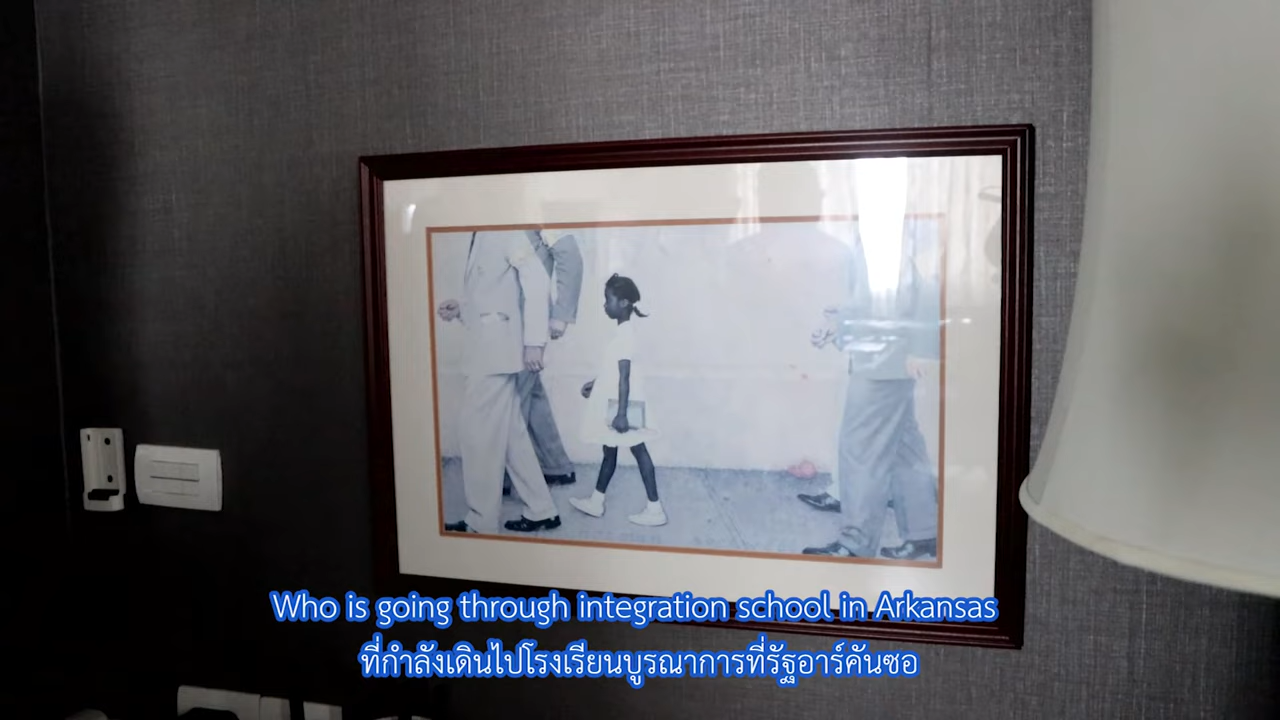 Who is going through integration school in Arkansas
ที่กำลังเดินไปโรงเรียนบูรณาการที่รัฐอาร์คันซอ